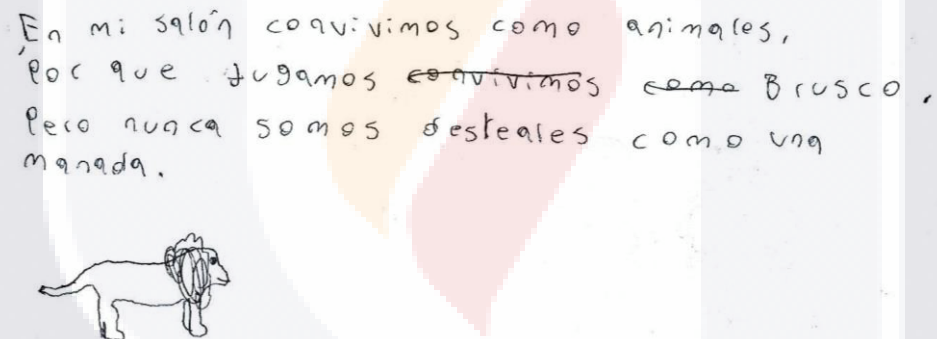 En mi salón convivimos como animales,
Por que Jugamos convivimos como Brusco.
Pero nunca somos desleales como una
manada.